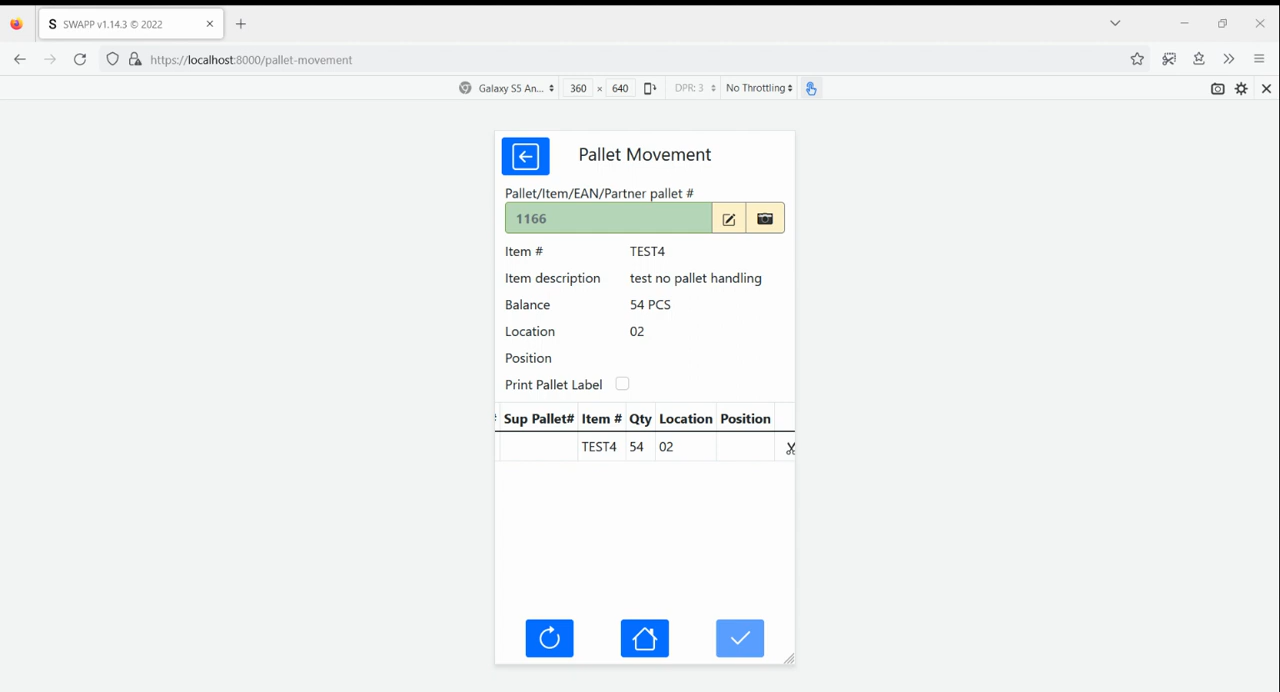 S SWAPP v1.14.3 © 2022
https://localhost:8000/pallet-movement
Galaxy S5 An... 360 × 640 DPR: 3 No Throttling
Pallet Movement
Pallet/Item/EAN/Partner pallet #
1166
Item # TEST4
Item description test no pallet handling
Balance 54 PCS
Location 02
Position
Print Pallet Label
Sup Pallet# Item # Qty Location Position
TEST4 54 02